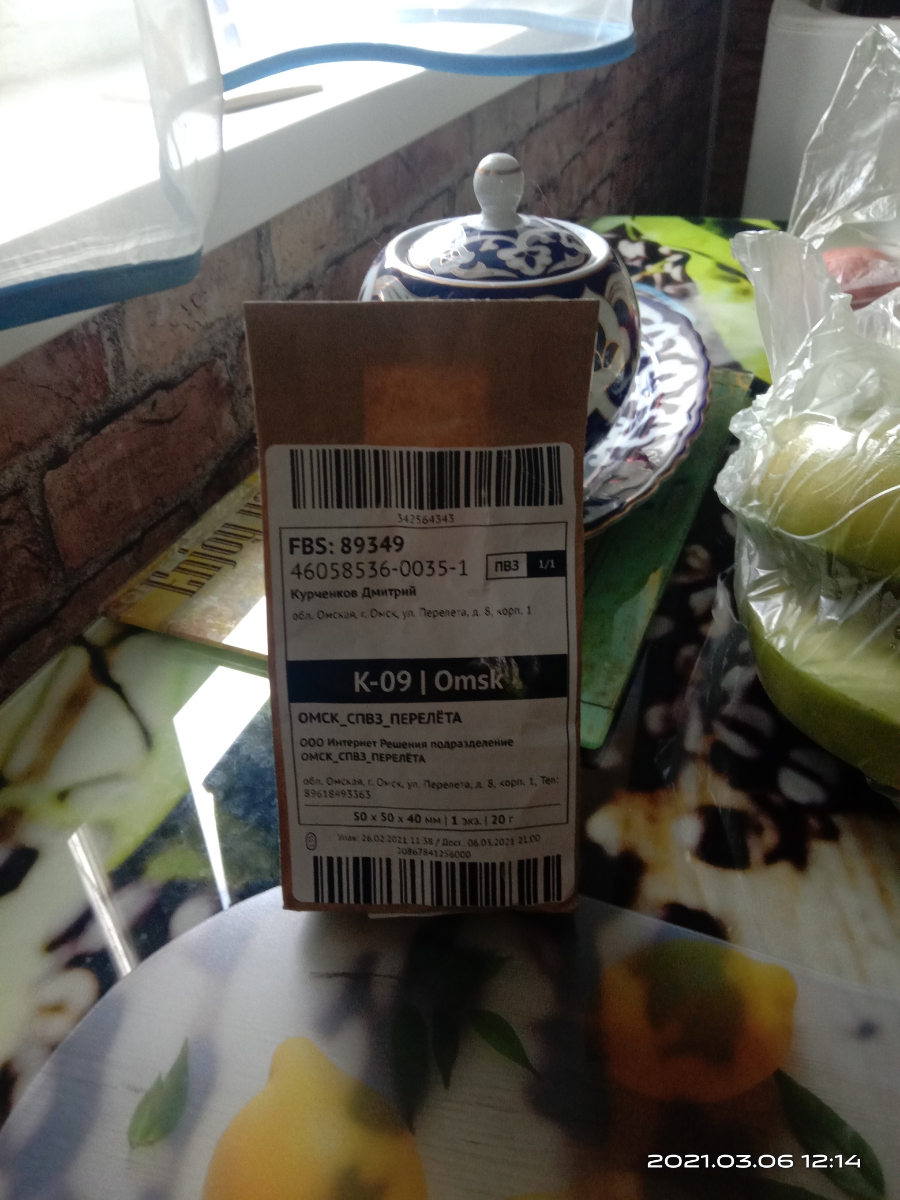 342564343
FBS: 89349
46058536-0035-1
ПВЗ 1/1
Курченков Дмитрий
обл. Омская, г. Омск, ул. Перелета, д. 8, корп. 1
K-09 | Omsk
ОМСК_СПВЗ_ПЕРЕЛЁТА
ООО Интернет Решения подразделение
ОМСК_СПВЗ_ПЕРЕЛЁТА
обл. Омская, г. Омск, ул. Перелета, д. 8, корп. 1, Тел:
89618493363
50 x 50 x 40 мм | 1 экз. | 20 г
Упак: 26.02.2021 11:38 / Дост. 06.03.2021 21:00
20867841256000
Enjoy
2021.03.06 12:14